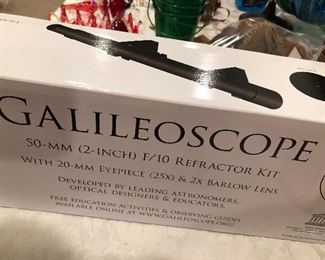 GALILEOSCOPE
50-MM (2-INCH) F/10 REFRACTOR KIT
WITH 20-MM EYEPIECE (25X) & 2X BARLOW LENS
DEVELOPED BY LEADING ASTRONOMERS,
OPTICAL DESIGNERS & EDUCATORS.
FREE EDUCATION ACTIVITIES & OBSERVING GUIDES
AVAILABLE ONLINE AT WWW.GALILEOSCOPE.ORG/